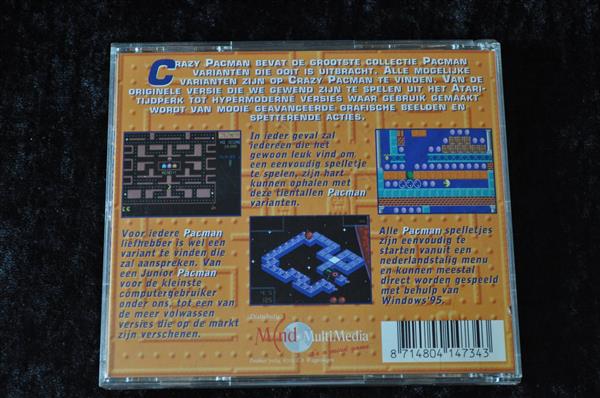 CRAZY PACMAN BEVAT DE GROOTSTE COLLECTIE PACMAN
VARIANTEN DIE OOIT IS UITBRACHT. ALLE MOGELIJKE
VARIANTEN ZIJN OP CRAZY PACMAN TE VINDEN. VAN DE
ORIGINELE VERSIE DIE WE GEWEND ZIJN TE SPELEN UIT HET ATARI-
TIJDPERK TOT HYPERMODERNE VERSIES WAAR GEBRUIK GEMAAKT
WORDT VAN MOOIE GEAVANCEERDE GRAFISCHE BEELDEN EN
SPETTERENDE ACTIES.
In ieder geval zal
iedereen die het
gewoon leuk vind om
een eenvoudig spelletje
te spelen, zijn hart
kunnen ophalen met
deze tientallen Pacman
varianten.
Voor iedere Pacman
liefhebber is wel een
variant te vinden die
zal aanspreken. Van
een Junior Pacman
voor de kleinste
computergebruiker
onder ons, tot een van
de meer volwassen
versies die op de markt
zijn verschenen.
Alle Pacman spelletjes
zijn eenvoudig te
starten vanuit een
nederlandstalig menu
en kunnen meestal
direct worden gespeeld
met behulp van
Windows'95.
Distributie:
Mind MultiMedia
8 714804 147343